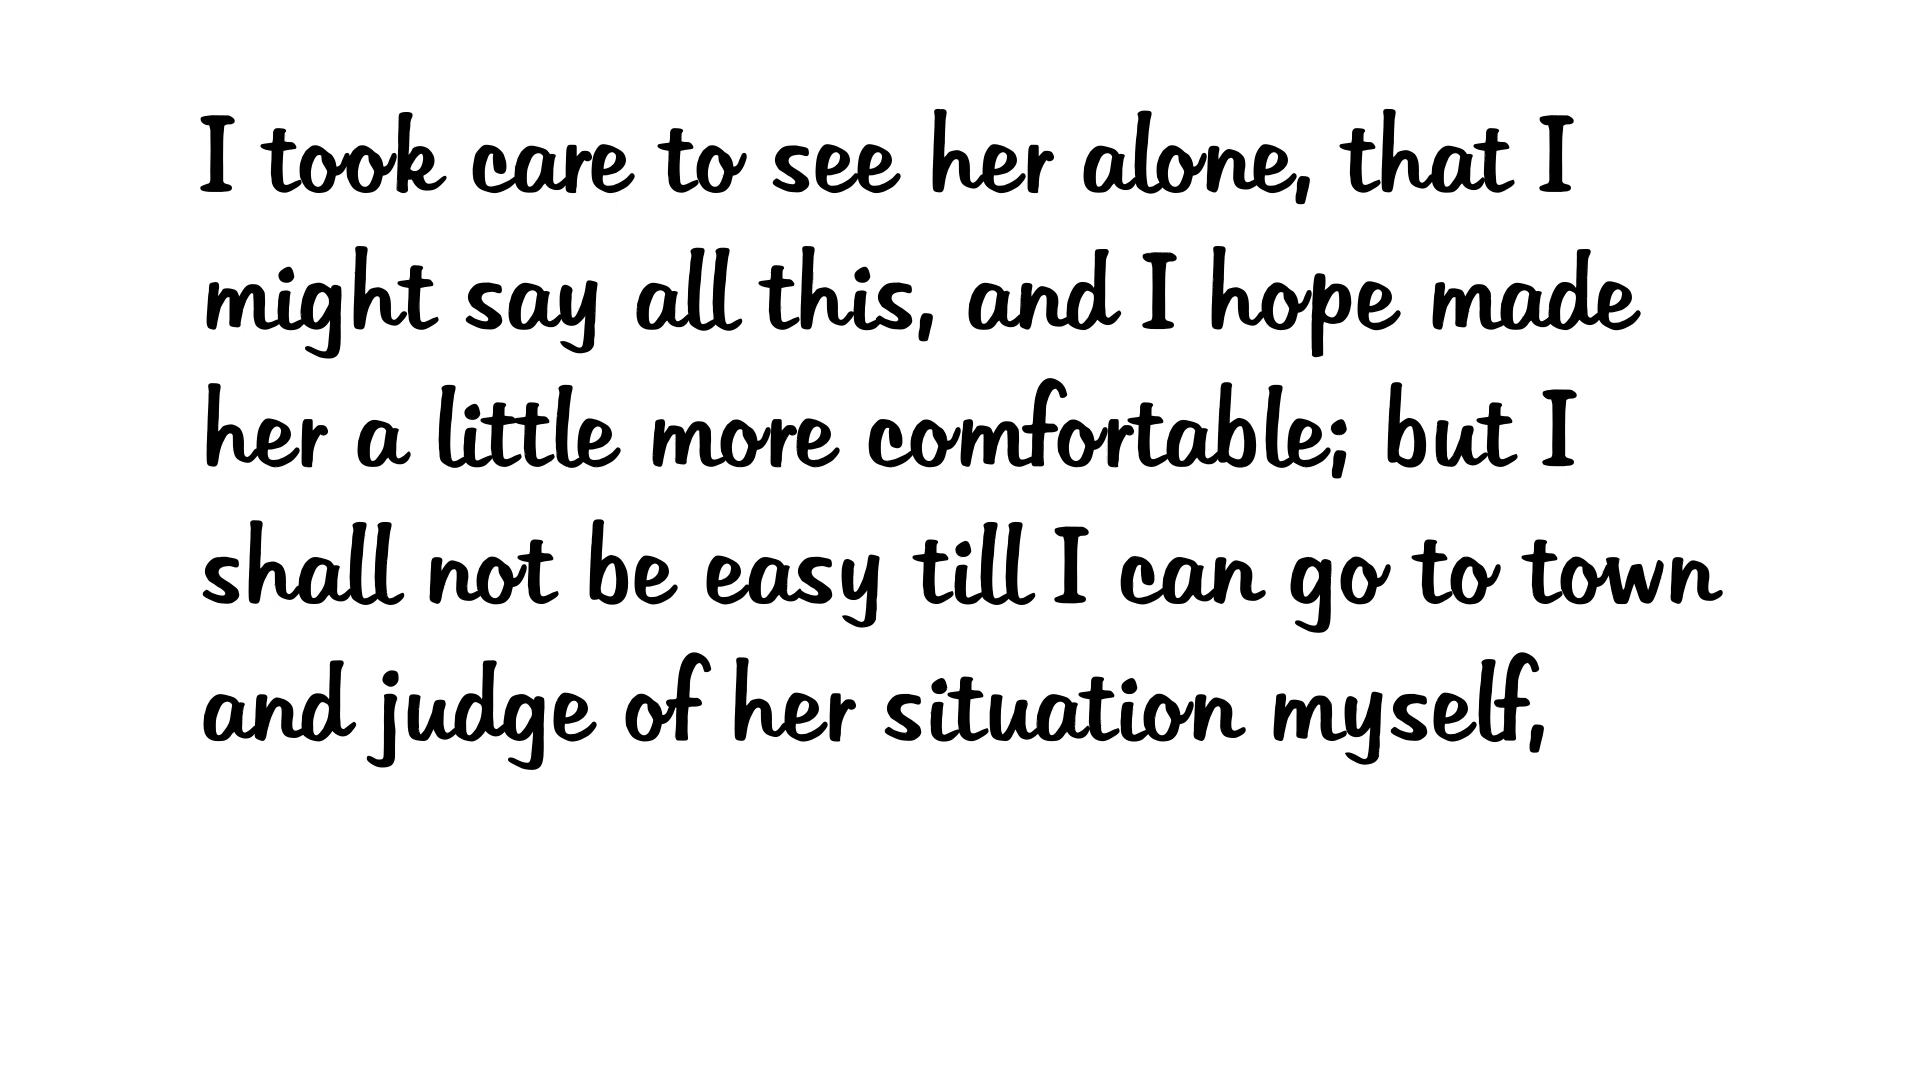 I took care to see her alone, that I
might say all this, and I hope made
her a little more comfortable; but I
shall not be easy till I can go to town
and judge of her situation myself,